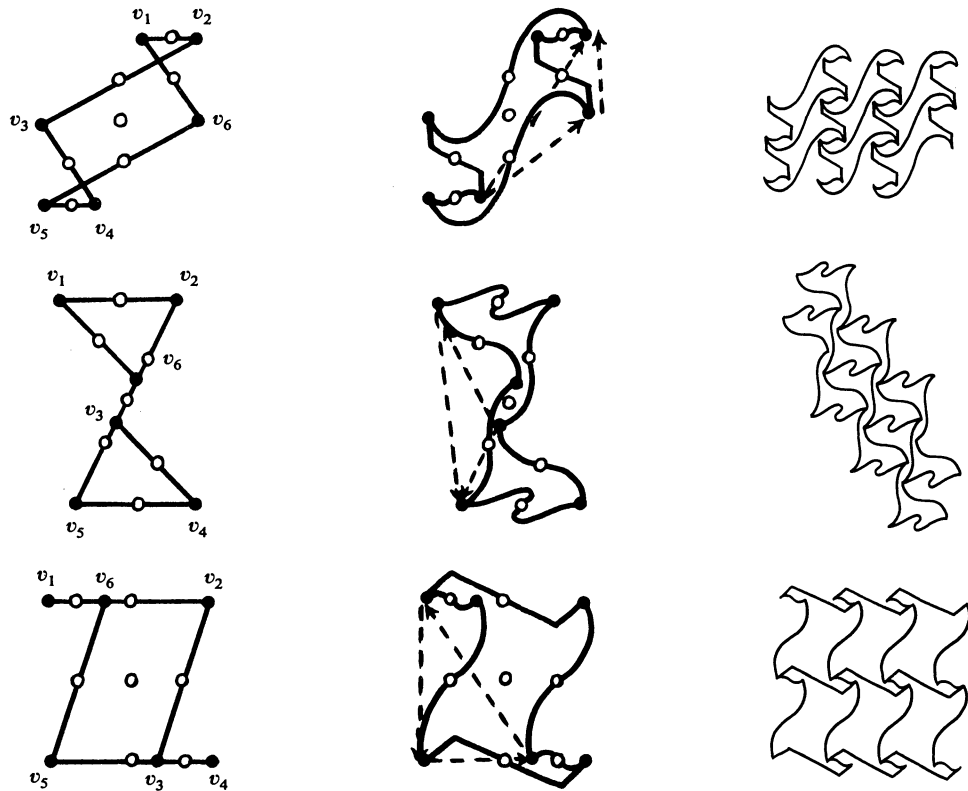 v₁ v₂
v₃ v₆
v₅ v₄
v₁ v₂
v₆
v₃
v₅ v₄
v₁ v₆ v₂
v₅ v₃ v₄